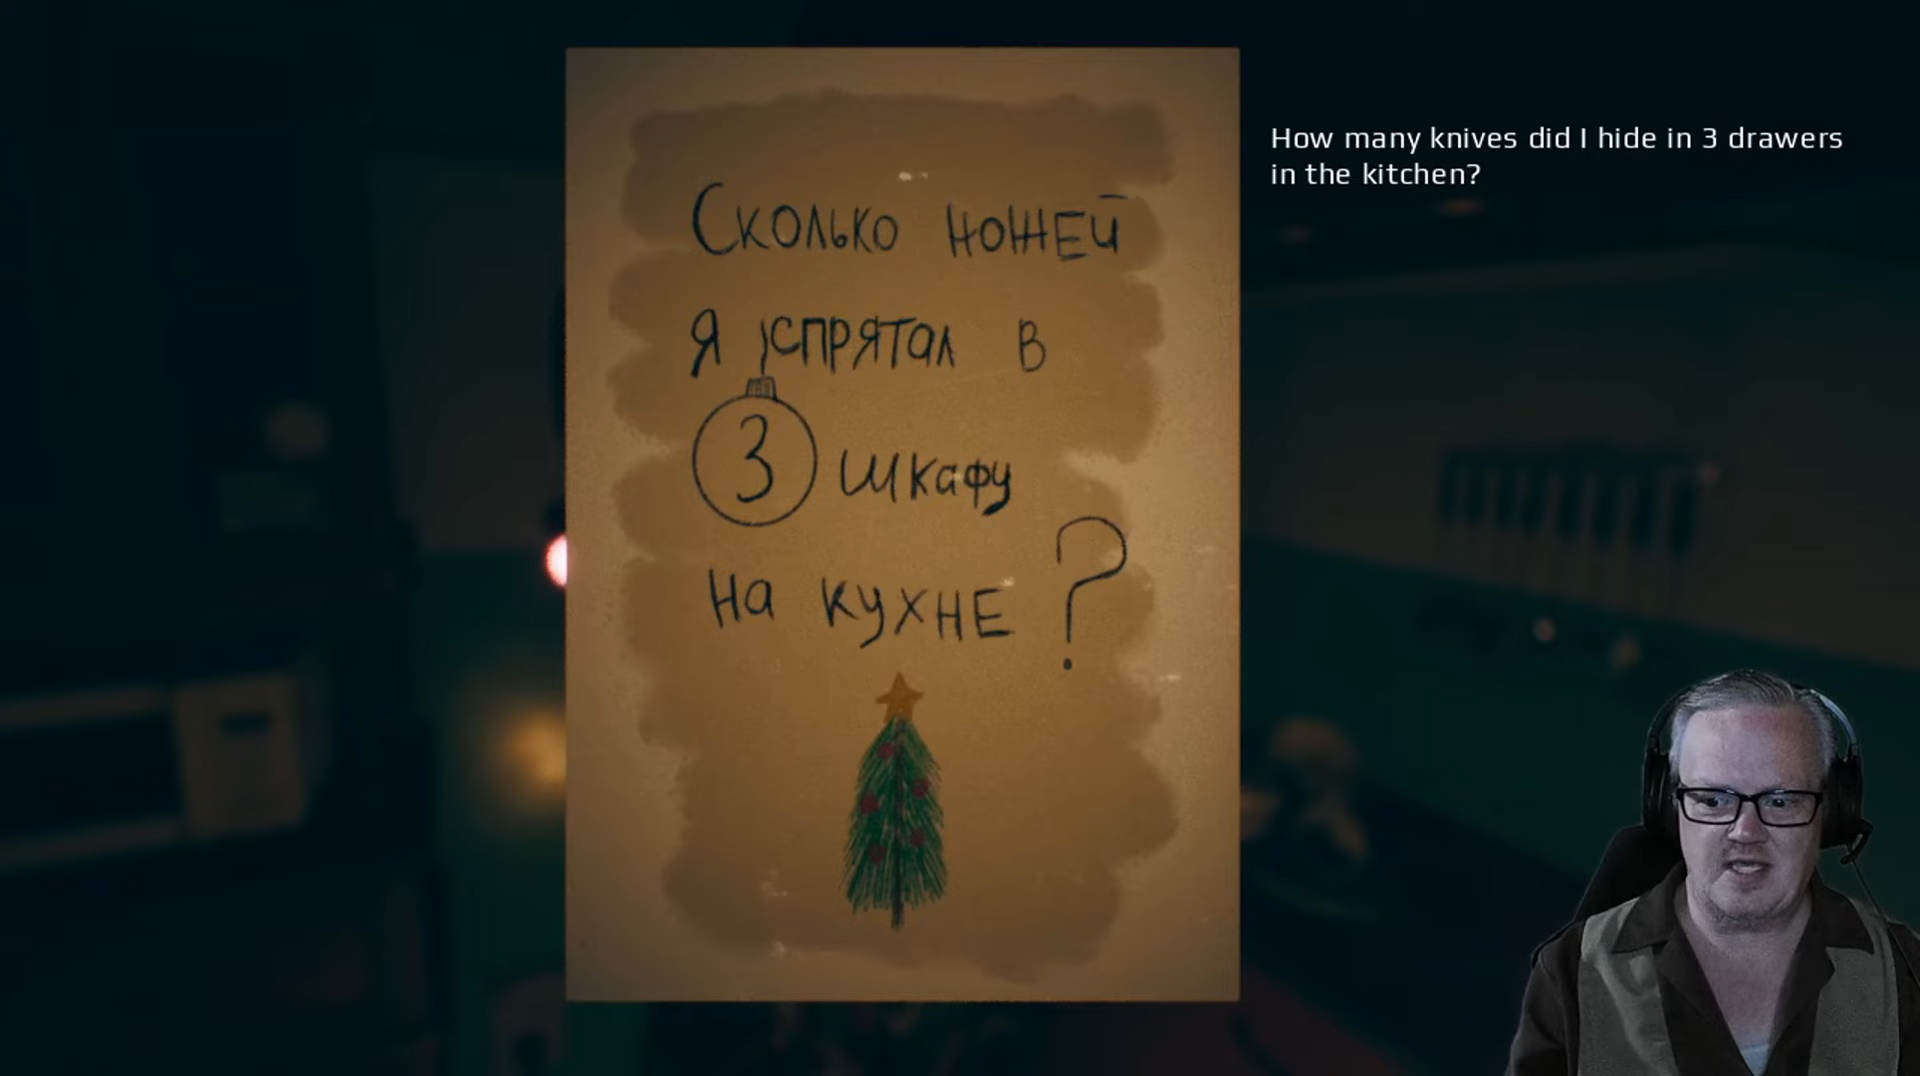 Сколько ножей
я спрятал в
3 шкафу
на кухне?
How many knives did I hide in 3 drawers
in the kitchen?